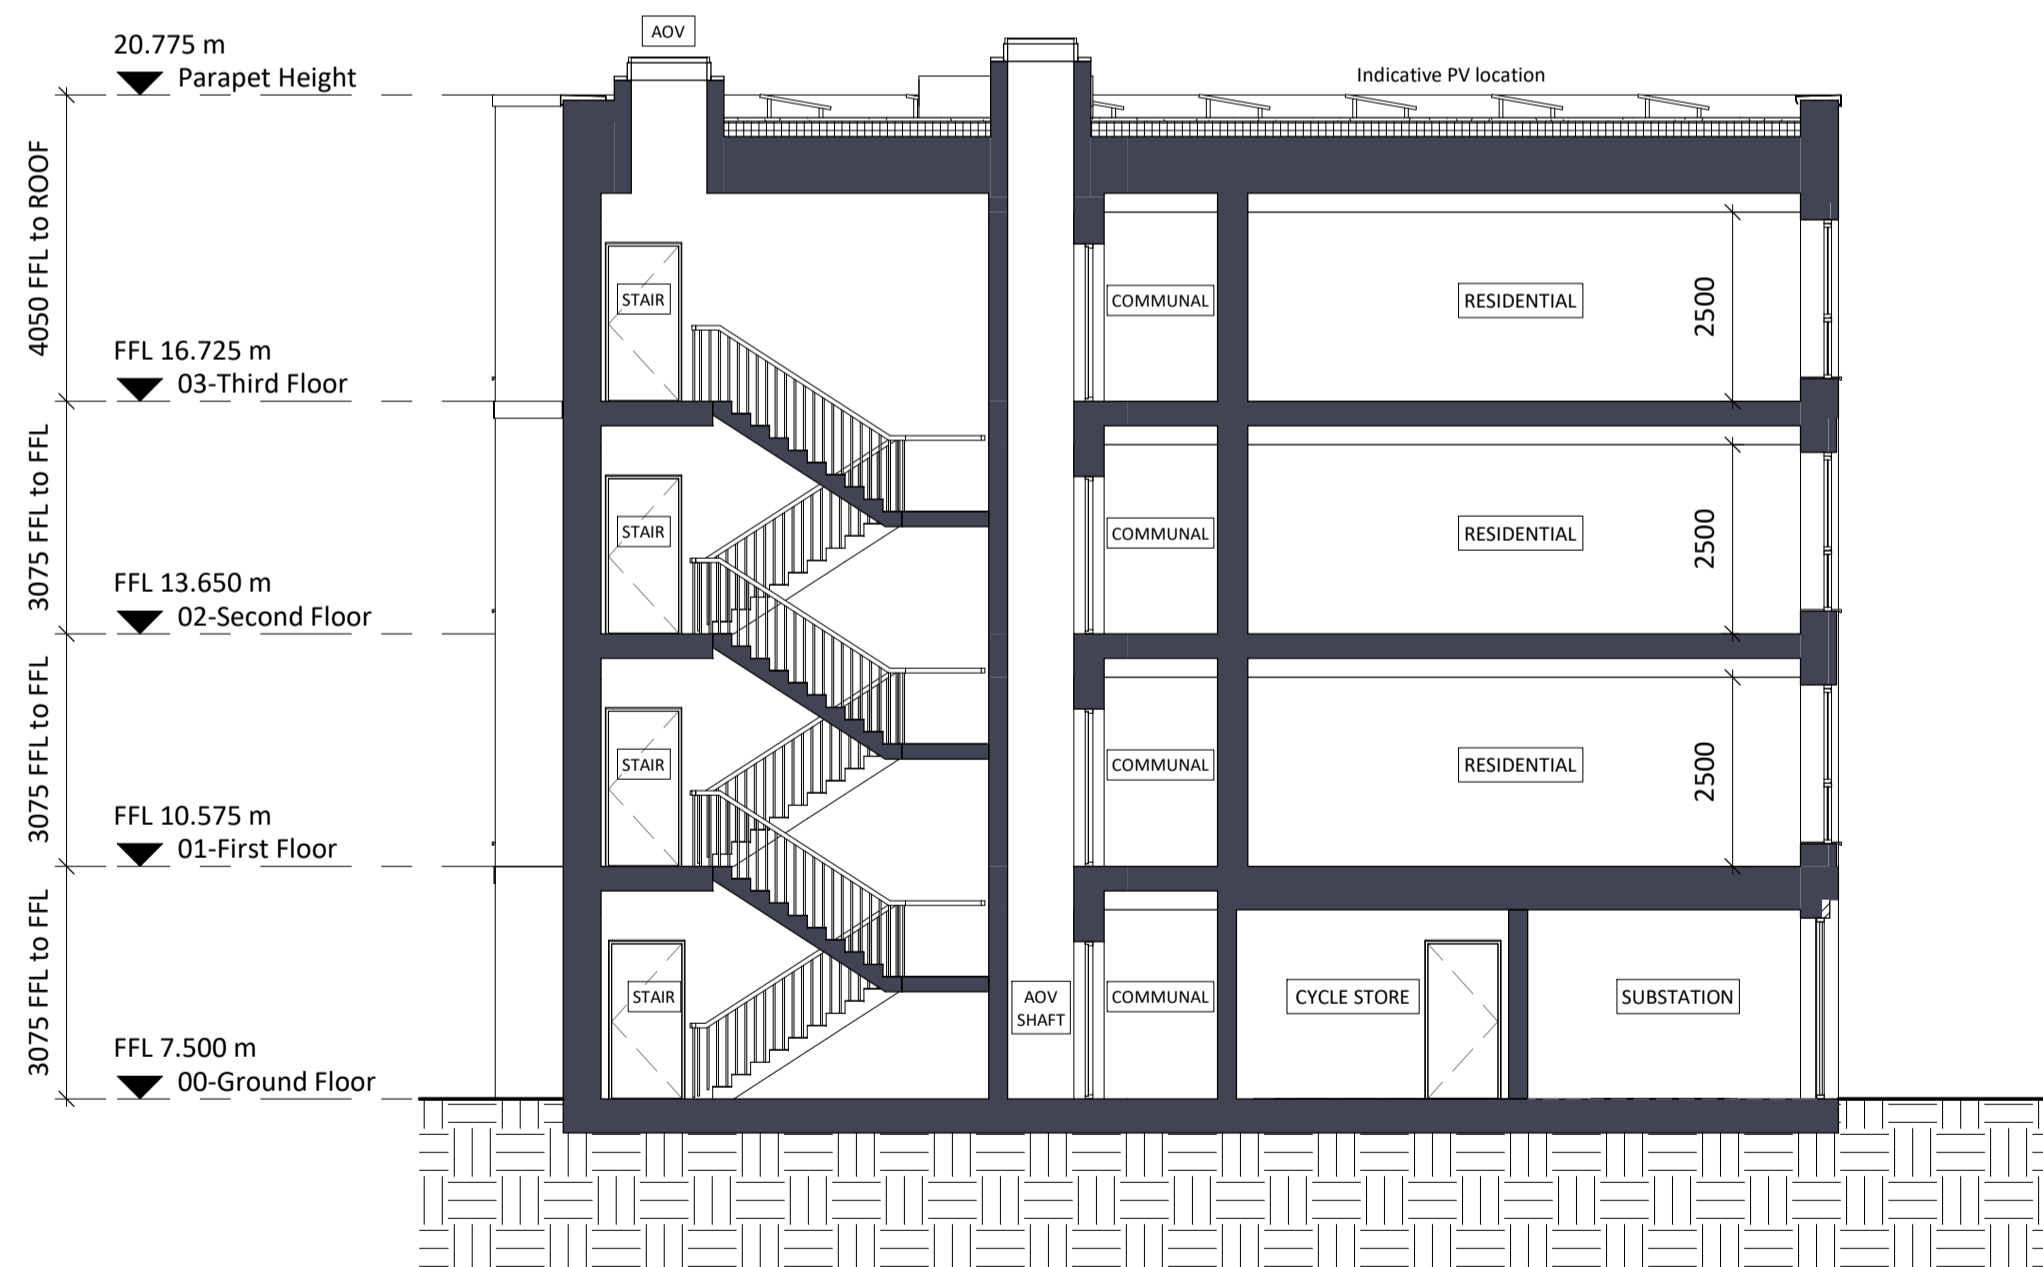 AOV
20.775 m
Parapet Height
Indicative PV location
4050 FFL to ROOF
STAIR
COMMUNAL
RESIDENTIAL
2500
FFL 16.725 m
03-Third Floor
3075 FFL to FFL
STAIR
COMMUNAL
RESIDENTIAL
2500
FFL 13.650 m
02-Second Floor
3075 FFL to FFL
STAIR
COMMUNAL
RESIDENTIAL
2500
FFL 10.575 m
01-First Floor
3075 FFL to FFL
STAIR
AOV
SHAFT
COMMUNAL
CYCLE STORE
SUBSTATION
FFL 7.500 m
00-Ground Floor